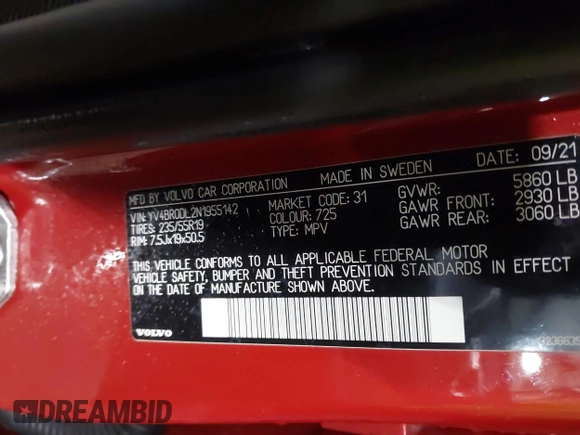 MFD BY VOLVO CAR CORPORATION MADE IN SWEDEN DATE: 09/21
VIN: YV4BR0DL2N1955142 MARKET CODE: 31 GVWR: 5860 LB
TIRES: 235/55R19 COLOUR: 725 GAWR FRONT: 2930 LB
RIM: 7.5Jx19x50.5 TYPE: MPV GAWR REAR: 3060 LB
THIS VEHICLE CONFORMS TO ALL APPLICABLE FEDERAL MOTOR
VEHICLE SAFETY, BUMPER AND THEFT PREVENTION STANDARDS IN EFFECT
ON THE DATE OF MANUFACTURE SHOWN ABOVE.
VOLVO
DREAMBID